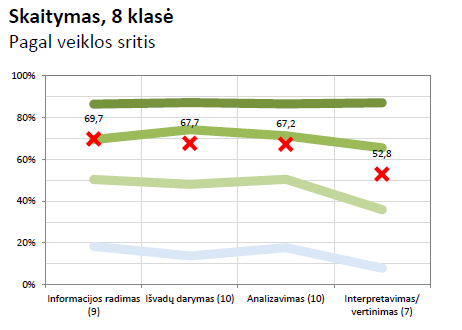 Skaitymas, 8 klasė
Pagal veiklos sritis
100%
80%
60%
40%
20%
0%
69,7
67,7
67,2
52,8
Informacijos radimas
(9)
Išvadų darymas (10)
Analizavimas (10)
Interpretavimas/
vertinimas (7)